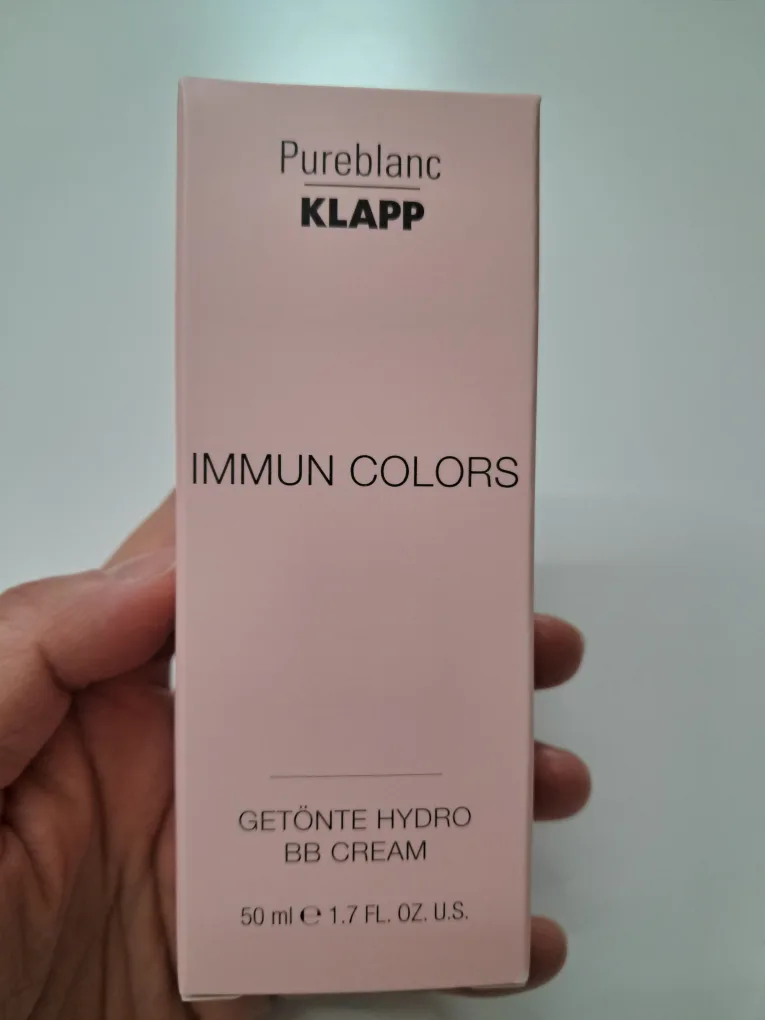 Pureblanc
KLAPP
IMMUN COLORS
GETÖNTE HYDRO
BB CREAM
50 ml ℮ 1.7 FL. OZ. U.S.